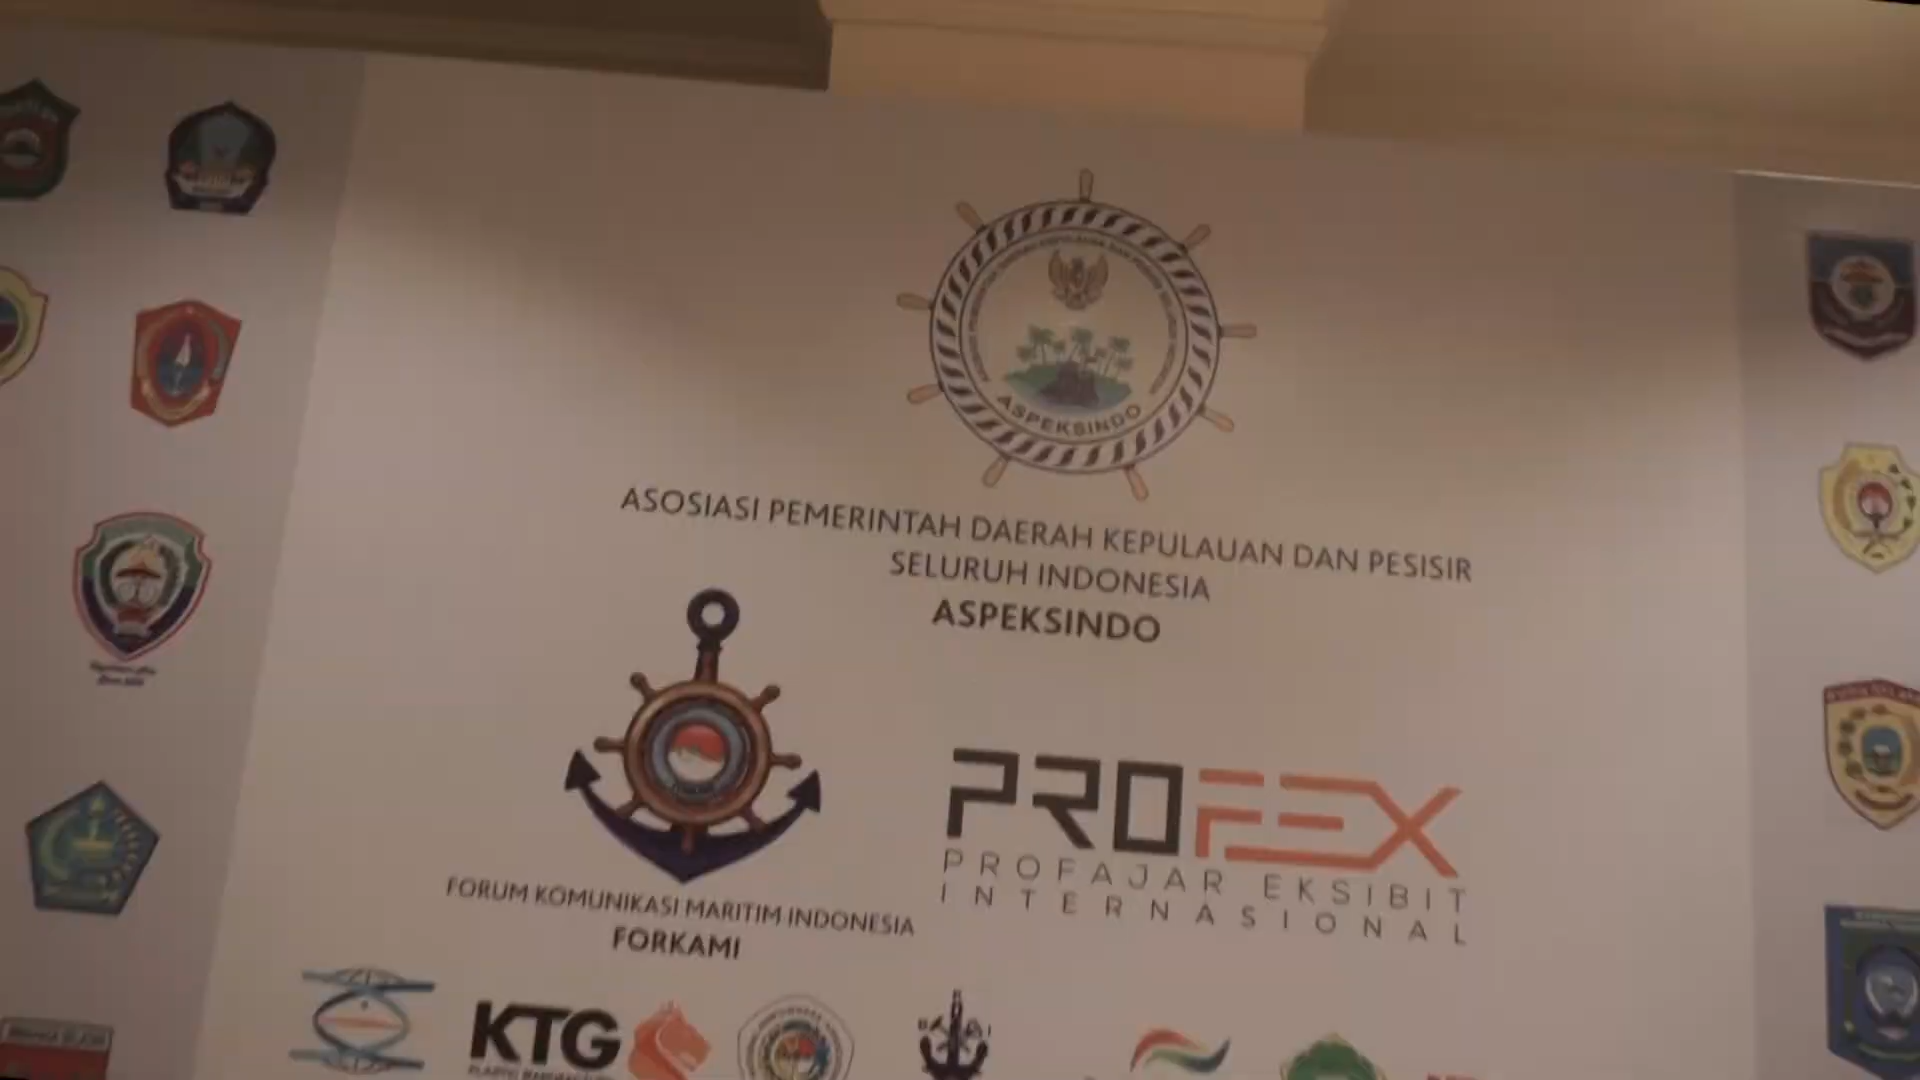 ASPEKSINDO
ASOSIASI PEMERINTAH DAERAH KEPULAUAN DAN PESISIR
SELURUH INDONESIA
ASPEKSINDO
FORUM KOMUNIKASI MARITIM INDONESIA
FORKAMI
PROFEX
PROFAJAR EKSIBIT
INTERNASIONAL
KTG